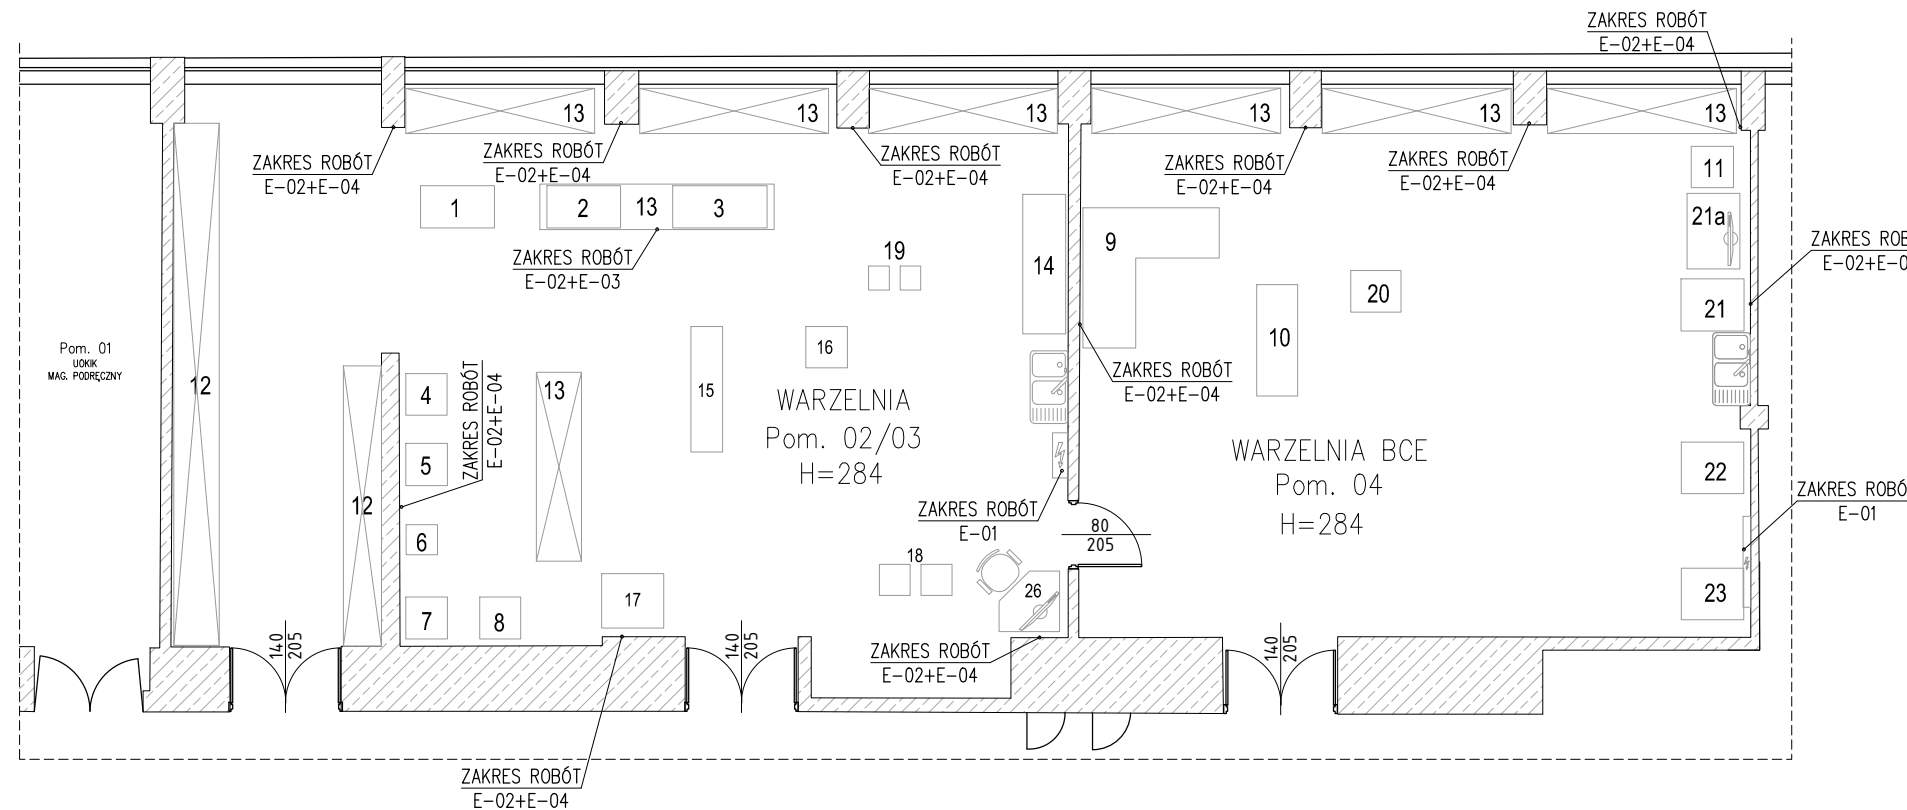 ZAKRES ROBÓT
E-02+E-04
13
13
13
13
13
13
ZAKRES ROBÓT
E-02+E-04
ZAKRES ROBÓT
E-02+E-04
ZAKRES ROBÓT
E-02+E-04
ZAKRES ROBÓT
E-02+E-04
ZAKRES ROBÓT
E-02+E-04
11
1
2
13
3
21a
9
19
14
ZAKRES ROBÓT
E-02+E-03
ZAKRES ROB
E-02+E-0
20
21
10
Pom. 01
UOKIK
MAG. PODRĘCZNY
12
4
ZAKRES ROBÓT
E-02+E-04
13
15
16
ZAKRES ROBÓT
E-02+E-04
WARZELNIA
Pom. 02/03
H=284
WARZELNIA BCE
Pom. 04
H=284
5
22
12
6
ZAKRES ROBÓT
E-01
80
205
ZAKRES ROBÓ
E-01
18
26
17
7
8
23
140
205
140
205
140
205
ZAKRES ROBÓT
E-02+E-04
ZAKRES ROBÓT
E-02+E-04